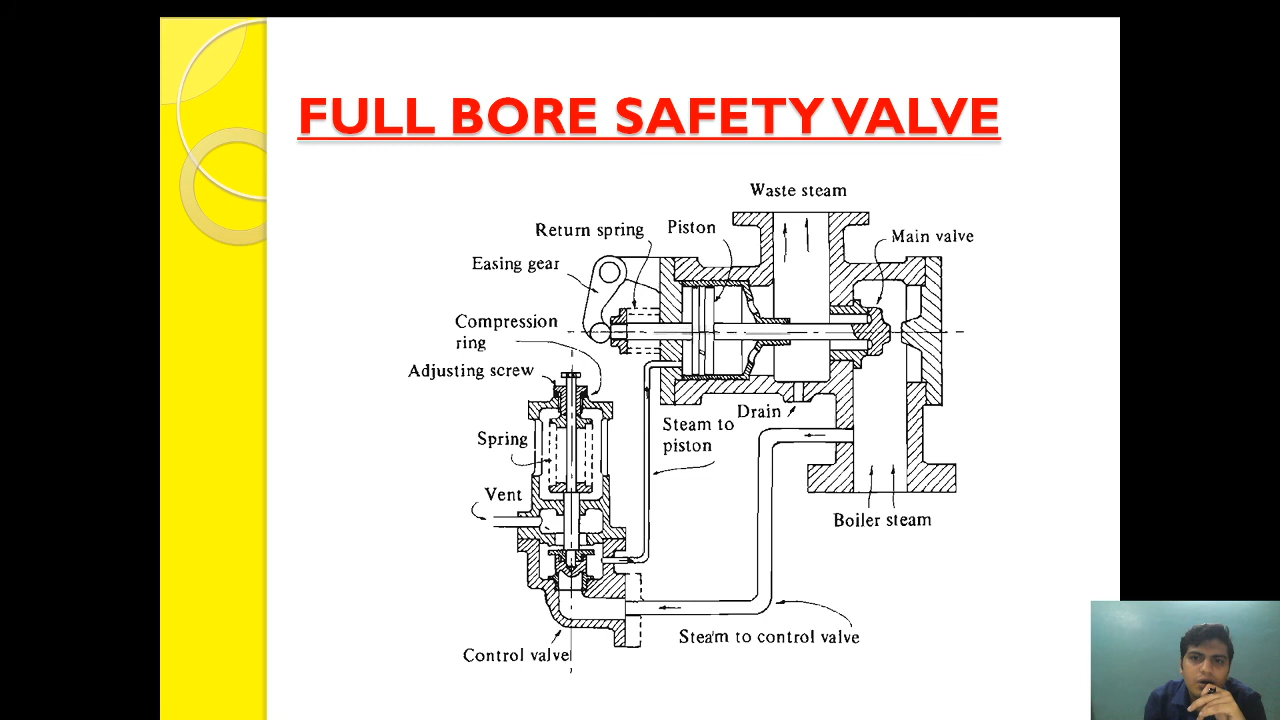 FULL BORE SAFETY VALVE
Waste steam
Return spring
Piston
Main valve
Easing gear
Compression
ring
Adjusting screw
Drain
Steam to
piston
Spring
Vent
Boiler steam
Steam to control valve
Control valve